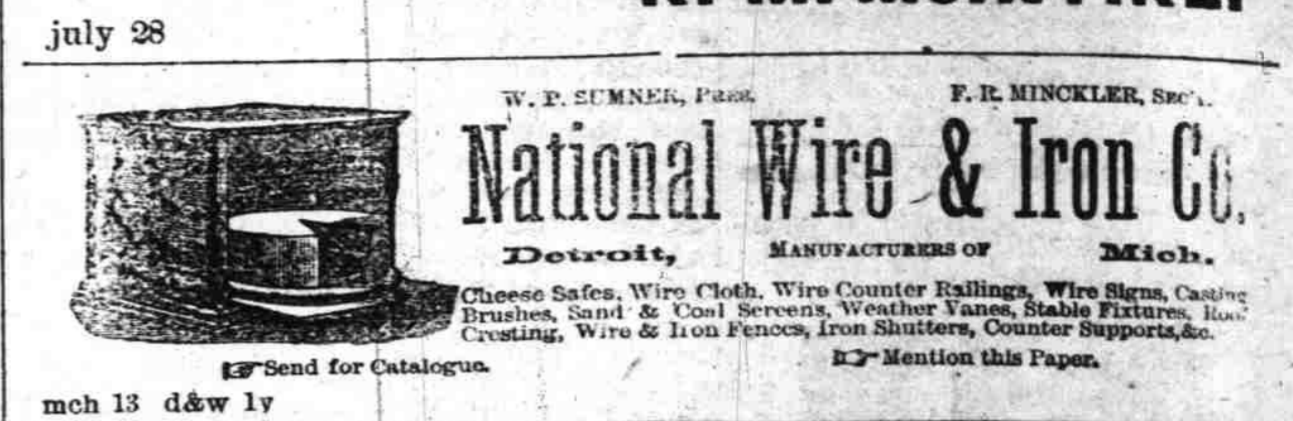 july 28
W. P. SUMNER, Pres. F. R. MINCKLER, Sec'y.
National Wire & Iron Co.
Detroit, MANUFACTURERS OF Mich.
Cheese Safes, Wire Cloth, Wire Counter Railings, Wire Signs, Casting
Brushes, Sand & Coal Screens, Weather Vanes, Stable Fixtures, Roof
Cresting, Wire & Iron Fences, Iron Shutters, Counter Supports, &c.
☞Send for Catalogue. ☞Mention this Paper.
mch 13 d&w ly